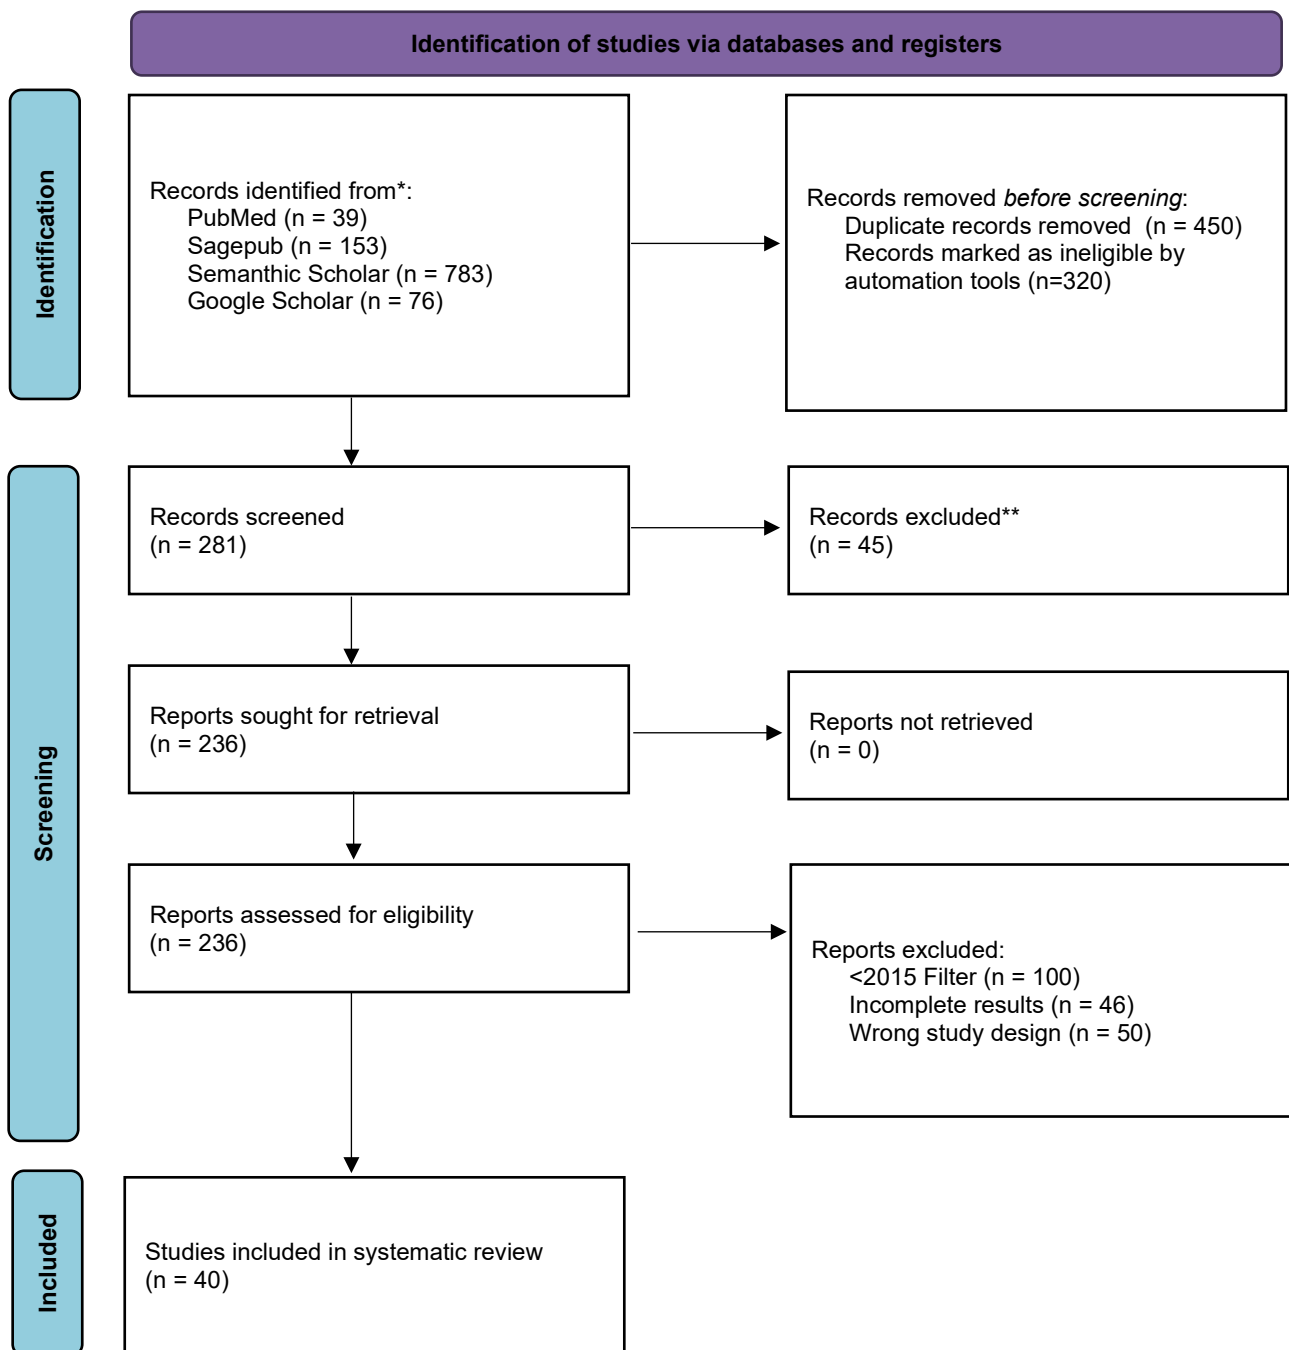 Identification of studies via databases and registers
Identification
Records identified from*:
PubMed (n = 39)
Sagepub (n = 153)
Semanthic Scholar (n = 783)
Google Scholar (n = 76)
Records removed before screening:
Duplicate records removed  (n = 450)
Records marked as ineligible by
automation tools (n=320)
Screening
Records screened
(n = 281)
Records excluded**
(n = 45)
Reports sought for retrieval
(n = 236)
Reports not retrieved
(n = 0)
Reports assessed for eligibility
(n = 236)
Reports excluded:
<2015 Filter (n = 100)
Incomplete results (n = 46)
Wrong study design (n = 50)
Included
Studies included in systematic review
(n = 40)